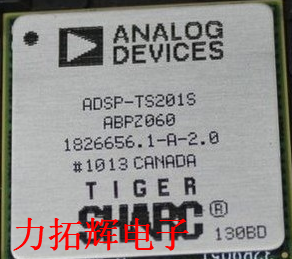 ANALOG
DEVICES
ADSP-TS201S
ABPZ060
1826656.1-A-2.0
#1013 CANADA
TIGER
SHARC®
力拓辉电子
130BD